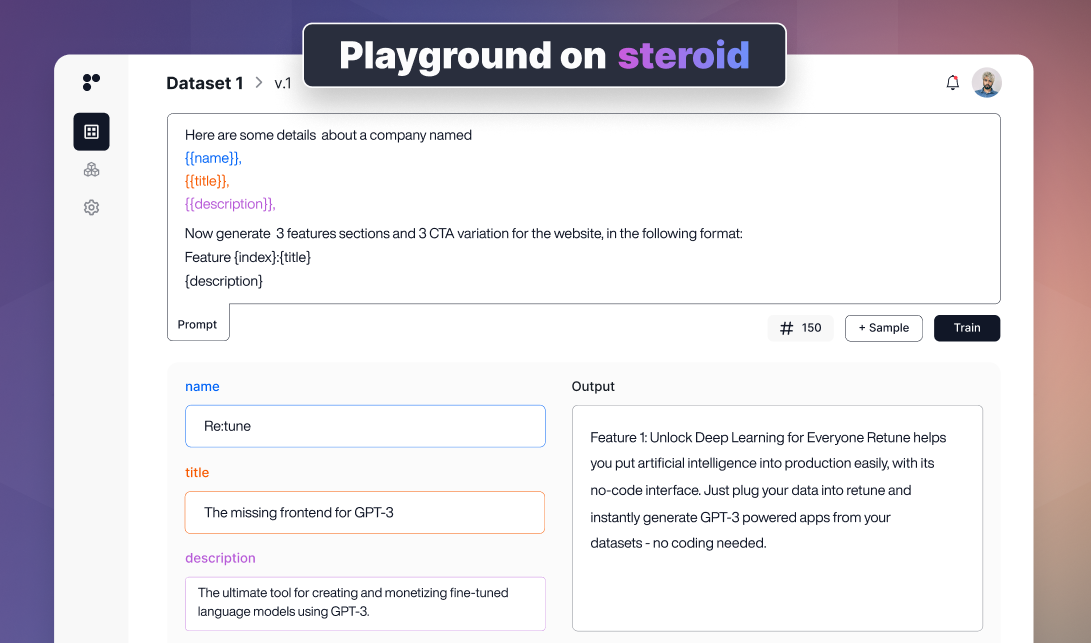 Playground on steroid
Dataset 1 > v.1
Here are some details about a company named
{{name}},
{{title}},
{{description}},
Now generate 3 features sections and 3 CTA variation for the website, in the following format:
Feature {index}:{title}
{description}
Prompt
# 150
+ Sample
Train
name
Re:tune
title
The missing frontend for GPT-3
description
The ultimate tool for creating and monetizing fine-tuned
language models using GPT-3.
Output
Feature 1: Unlock Deep Learning for Everyone Retune helps
you put artificial intelligence into production easily, with its
no-code interface. Just plug your data into retune and
instantly generate GPT-3 powered apps from your
datasets - no coding needed.